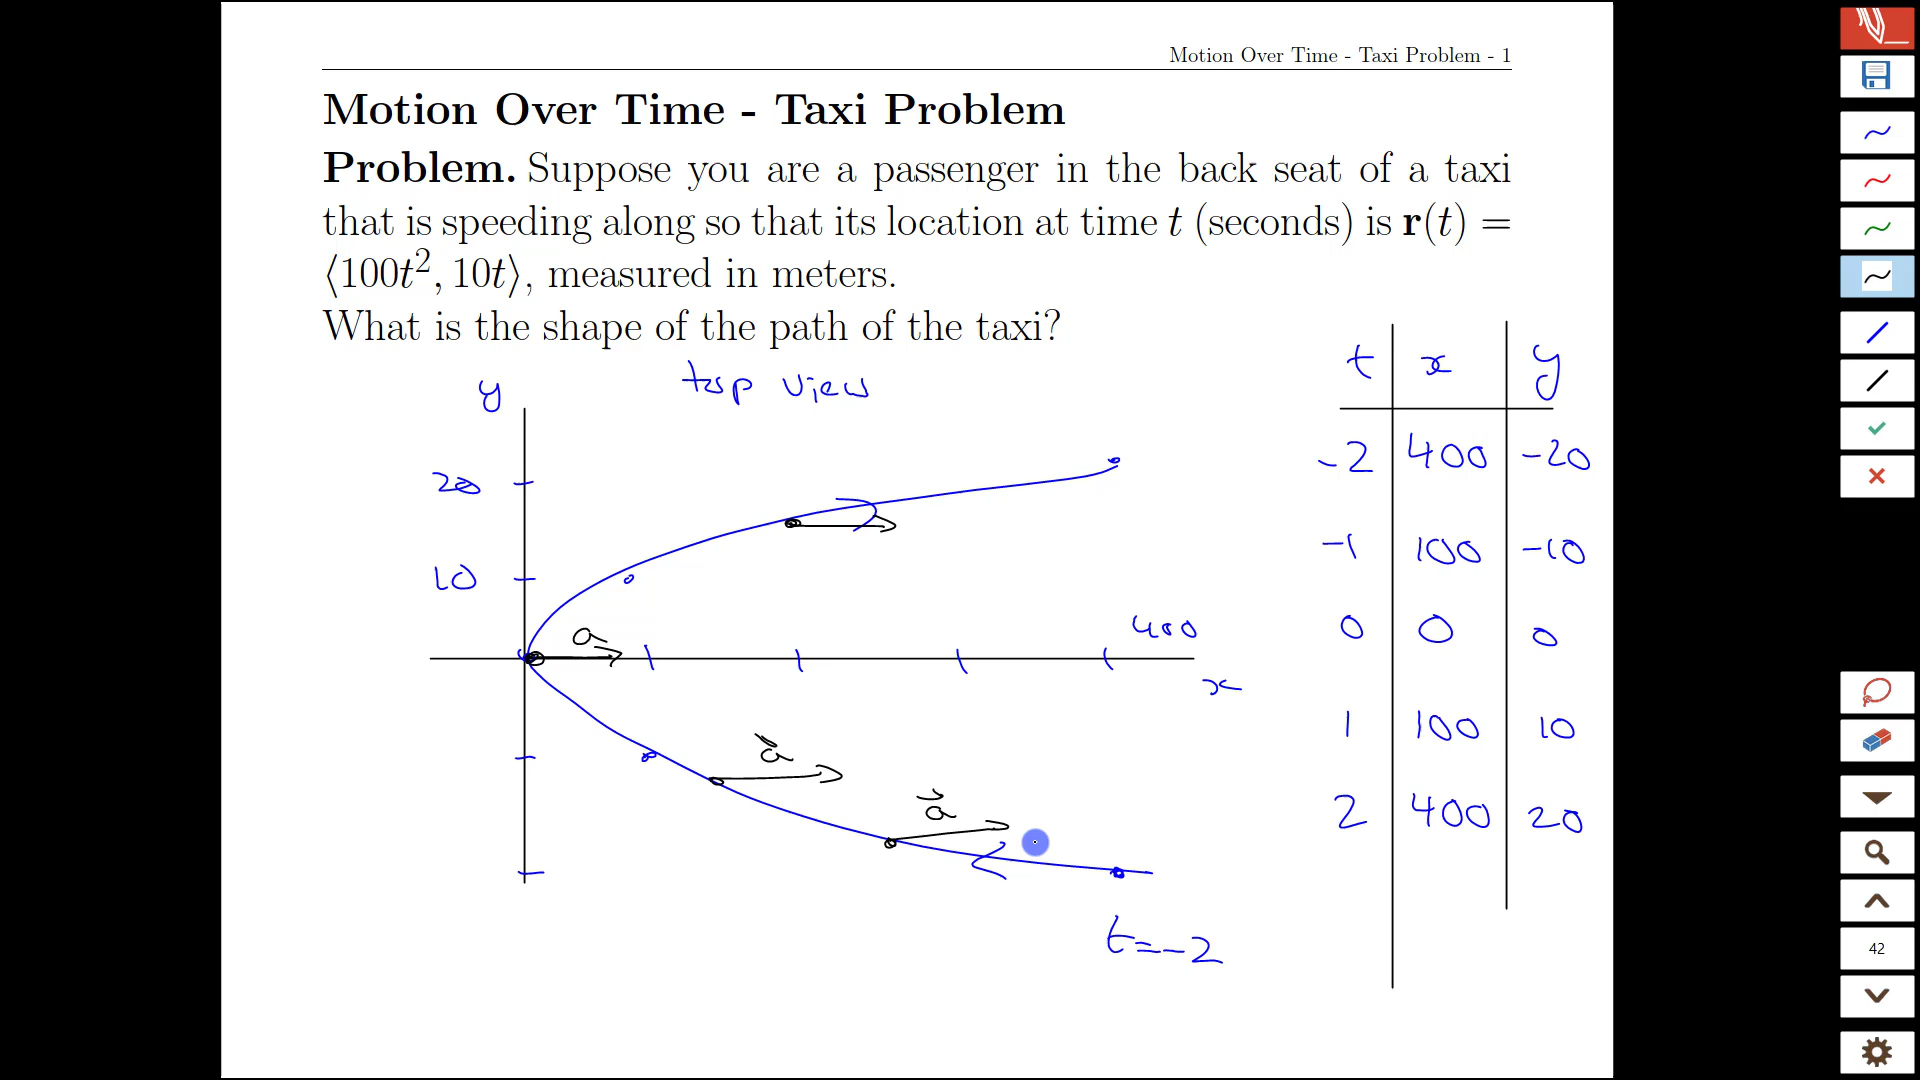 Motion Over Time - Taxi Problem - 1
Motion Over Time - Taxi Problem
Problem. Suppose you are a passenger in the back seat of a taxi
that is speeding along so that its location at time t (seconds) is r(t) =
⟨100t², 10t⟩, measured in meters.
What is the shape of the path of the taxi?
top view
y
20
10
400
x
a
a⃗
a⃗
t=-2
t x y
-2 400 -20
-1 100 -10
0 0 0
1 100 10
2 400 20
42